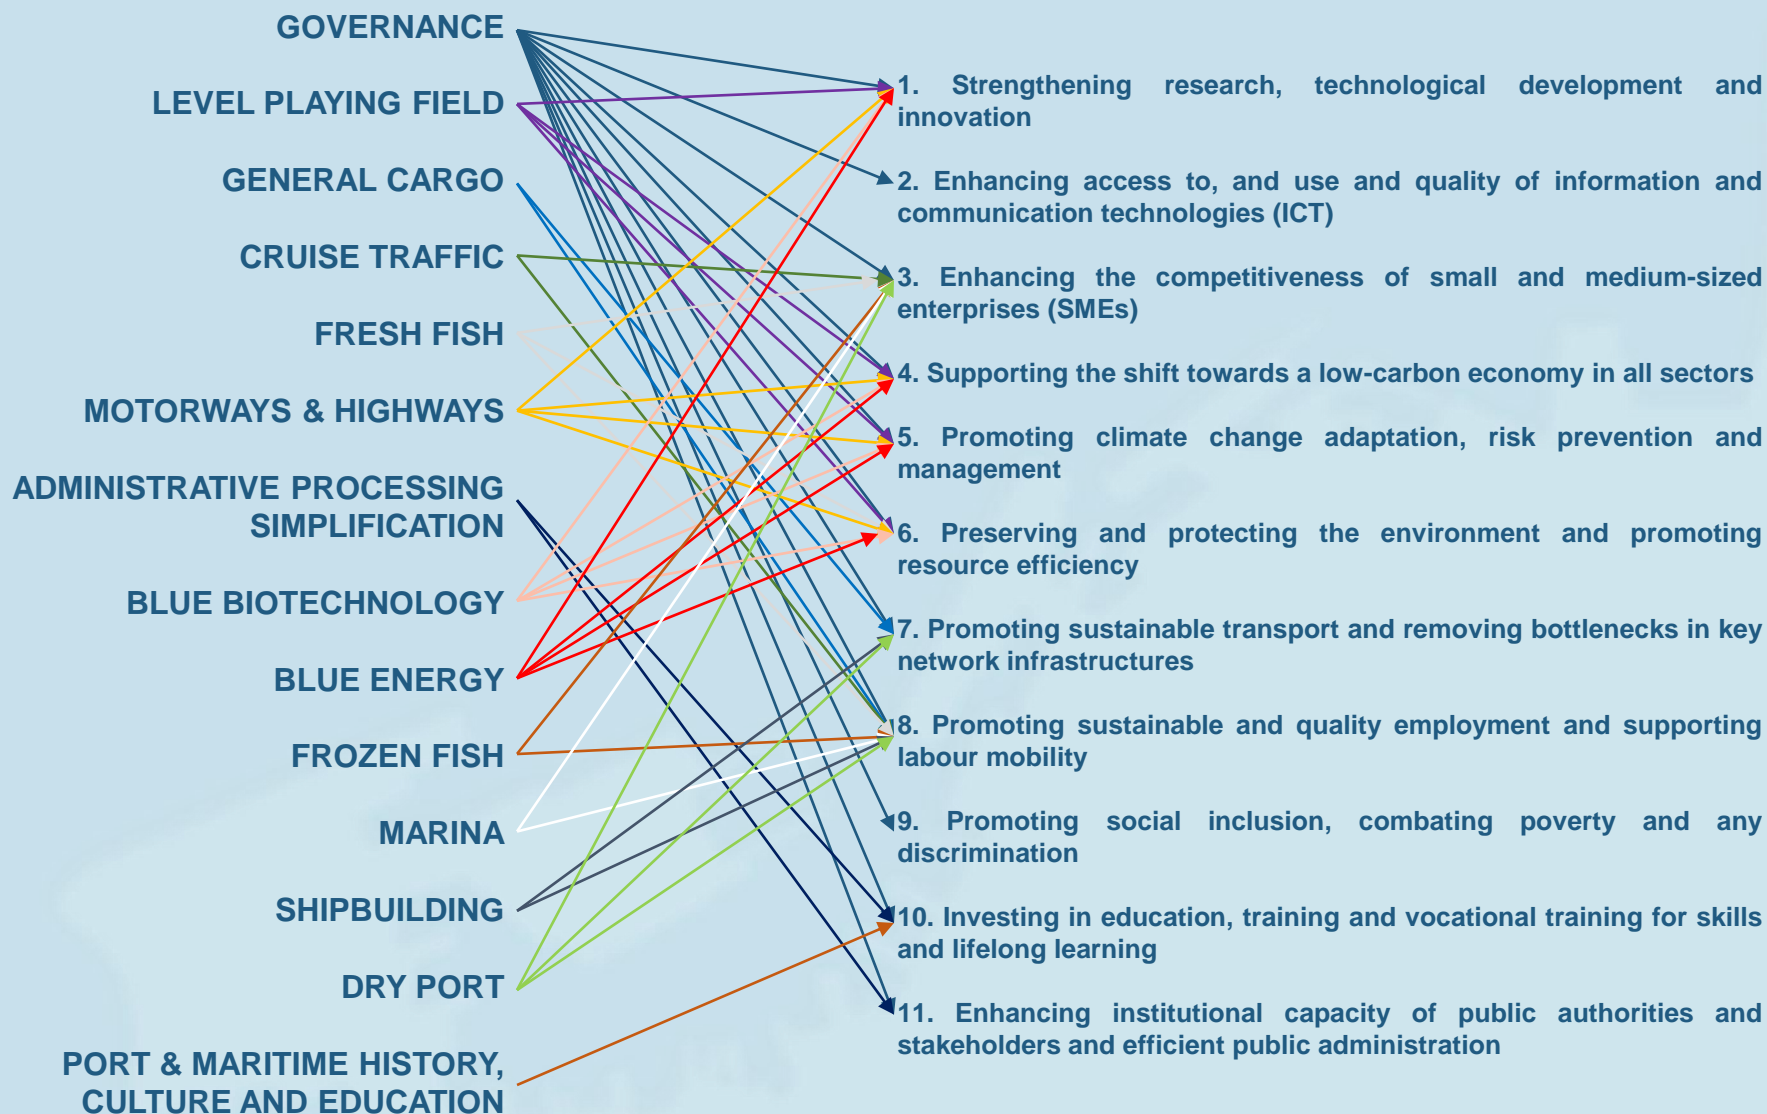 GOVERNANCE
LEVEL PLAYING FIELD
GENERAL CARGO
CRUISE TRAFFIC
FRESH FISH
MOTORWAYS & HIGHWAYS
ADMINISTRATIVE PROCESSING
SIMPLIFICATION
BLUE BIOTECHNOLOGY
BLUE ENERGY
FROZEN FISH
MARINA
SHIPBUILDING
DRY PORT
PORT & MARITIME HISTORY,
CULTURE AND EDUCATION
1. Strengthening research, technological development and
innovation
2. Enhancing access to, and use and quality of information and
communication technologies (ICT)
3. Enhancing the competitiveness of small and medium-sized
enterprises (SMEs)
4. Supporting the shift towards a low-carbon economy in all sectors
5. Promoting climate change adaptation, risk prevention and
management
6. Preserving and protecting the environment and promoting
resource efficiency
7. Promoting sustainable transport and removing bottlenecks in key
network infrastructures
8. Promoting sustainable and quality employment and supporting
labour mobility
9. Promoting social inclusion, combating poverty and any
discrimination
10. Investing in education, training and vocational training for skills
and lifelong learning
11. Enhancing institutional capacity of public authorities and
stakeholders and efficient public administration